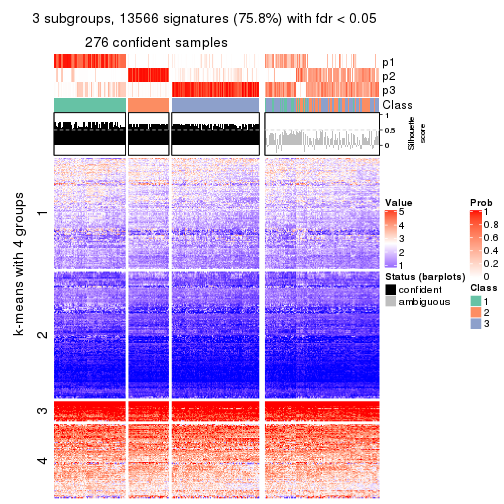 3 subgroups, 13566 signatures (75.8%) with fdr < 0.05
276 confident samples
p1
p2
p3
Class
1
0.5
0
Silhouette
score
k-means with 4 groups
1
2
3
4
Value
5
4
3
2
1
Status (barplots)
confident
ambiguous
Prob
1
0.8
0.6
0.4
0.2
0
Class
1
2
3